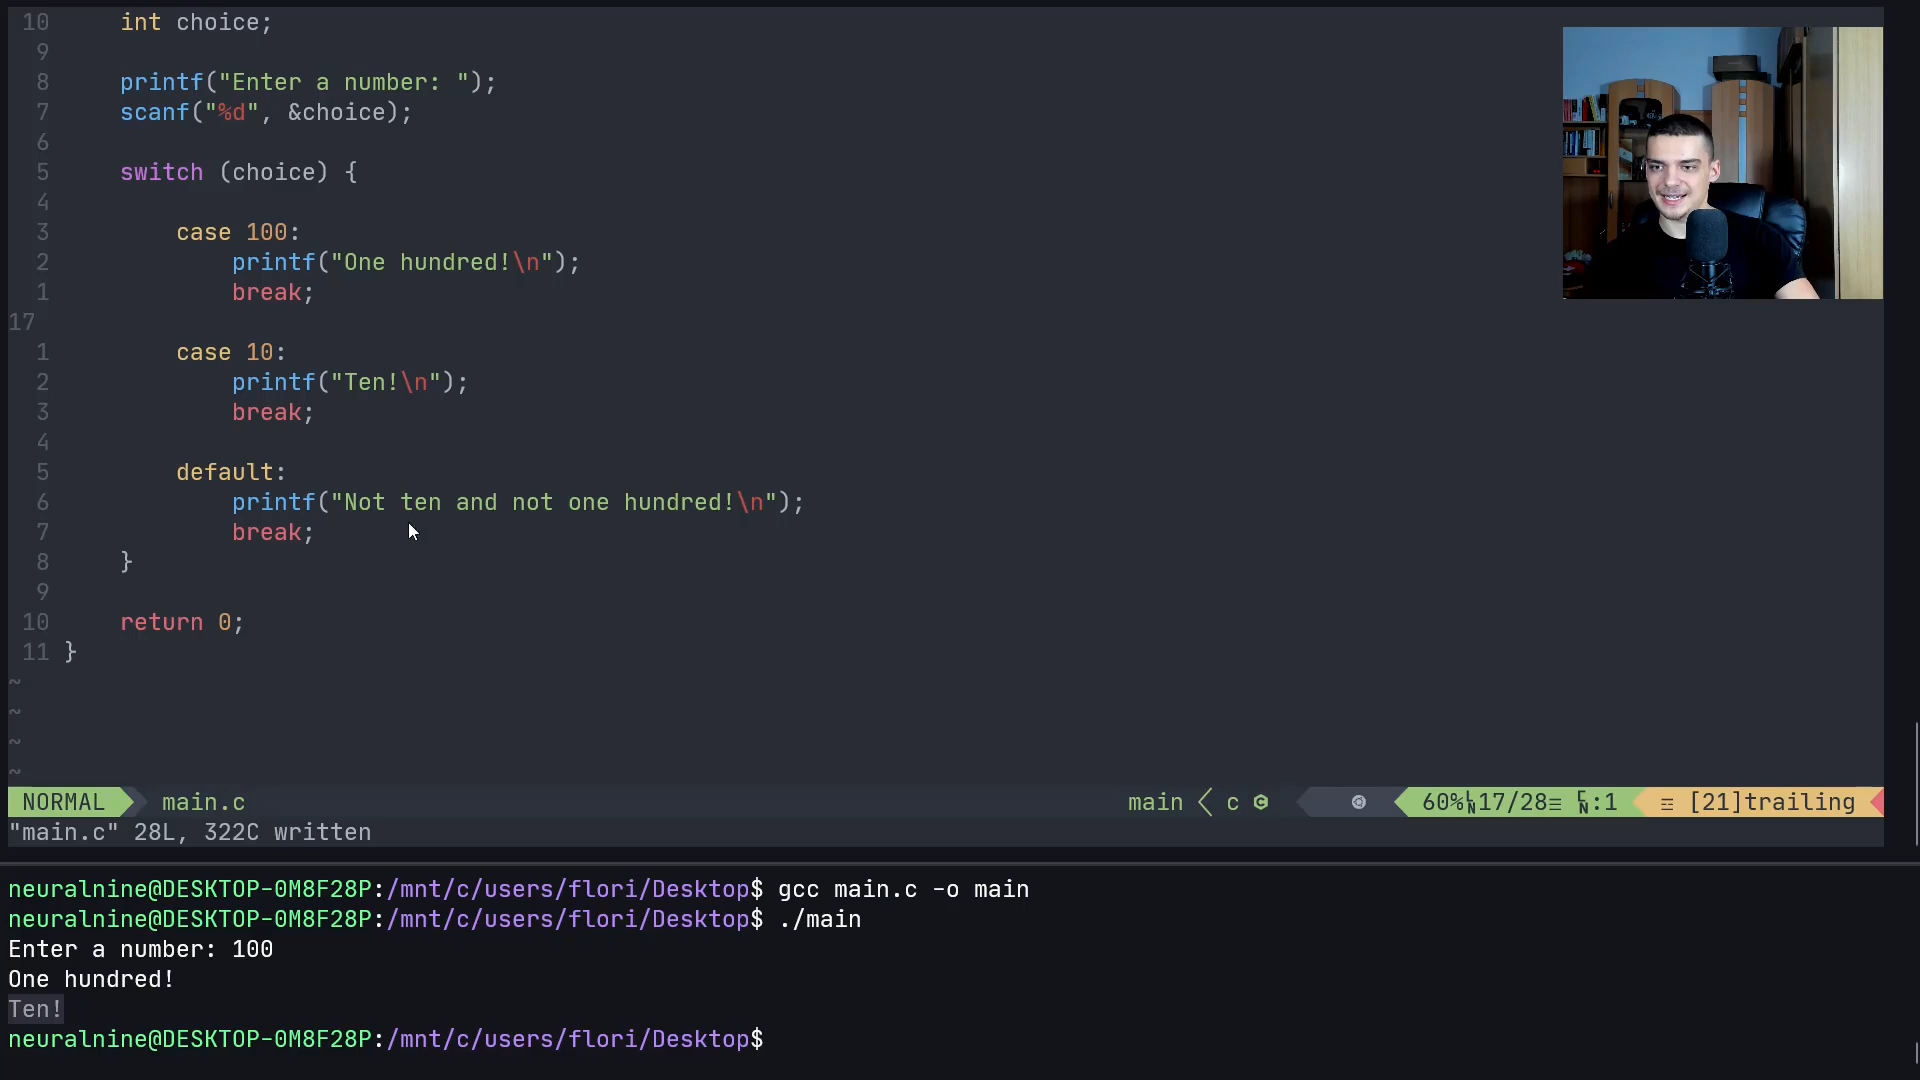 10 int choice;
9
8 printf("Enter a number: ");
7 scanf("%d", &choice);
6
5 switch (choice) {
4
3 case 100:
2 printf("One hundred!\n");
1 break;
17
1 case 10:
2 printf("Ten!\n");
3 break;
4
5 default:
6 printf("Not ten and not one hundred!\n");
7 break;
8 }
9
10 return 0;
11 }
~
~
~
~
NORMAL main.c main < c 60% LN 17/28≡ CN:1 ☲ [21]trailing
"main.c" 28L, 322C written
neuralnine@DESKTOP-0M8F28P:/mnt/c/users/flori/Desktop$ gcc main.c -o main
neuralnine@DESKTOP-0M8F28P:/mnt/c/users/flori/Desktop$ ./main
Enter a number: 100
One hundred!
Ten!
neuralnine@DESKTOP-0M8F28P:/mnt/c/users/flori/Desktop$